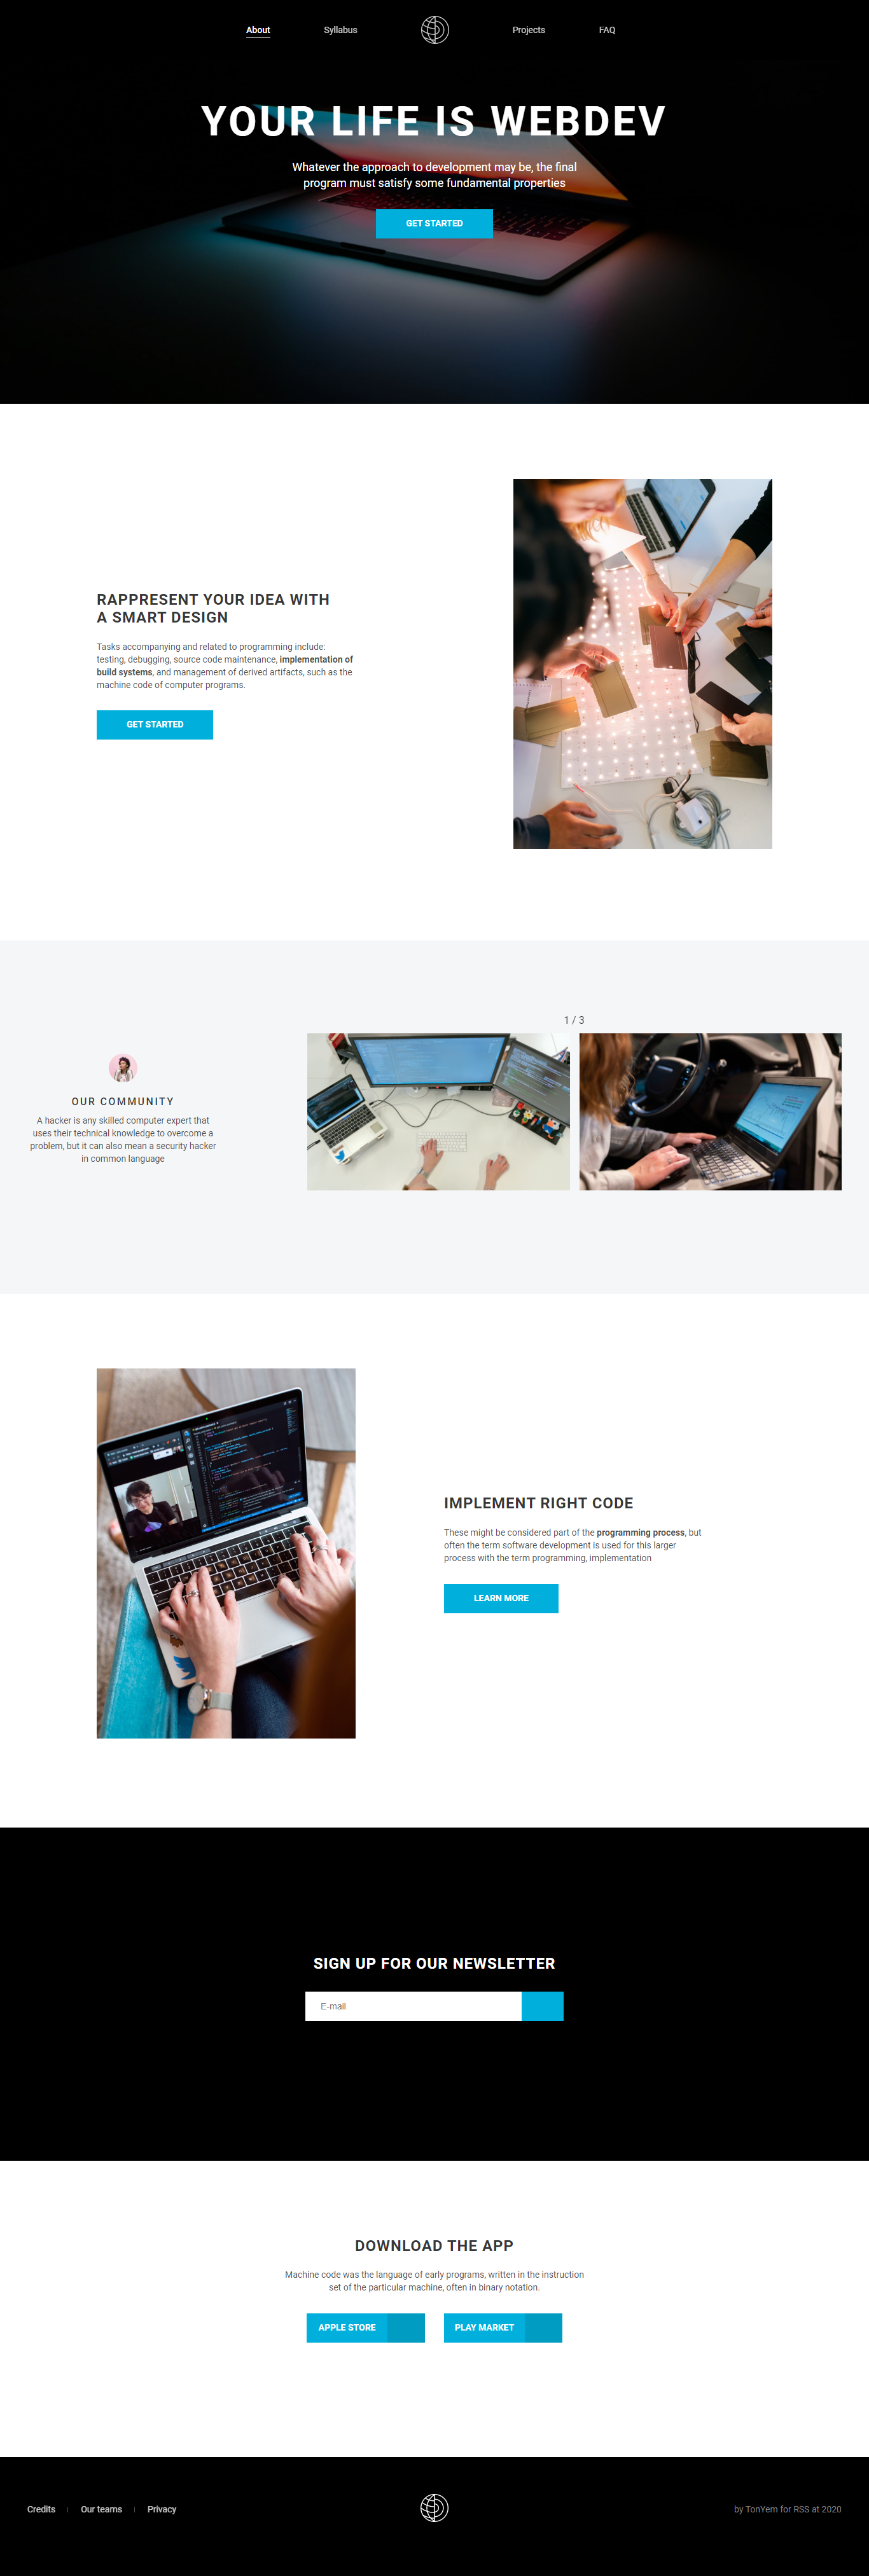 About
Syllabus
Projects
FAQ
YOUR LIFE IS WEBDEV
Whatever the approach to development may be, the final
program must satisfy some fundamental properties
GET STARTED
RAPPRESENT YOUR IDEA WITH
A SMART DESIGN
Tasks accompanying and related to programming include:
testing, debugging, source code maintenance, implementation of
build systems, and management of derived artifacts, such as the
machine code of computer programs.
GET STARTED
1 / 3
OUR COMMUNITY
A hacker is any skilled computer expert that
uses their technical knowledge to overcome a
problem, but it can also mean a security hacker
in common language
IMPLEMENT RIGHT CODE
These might be considered part of the programming process, but
often the term software development is used for this larger
process with the term programming, implementation
LEARN MORE
SIGN UP FOR OUR NEWSLETTER
E-mail
DOWNLOAD THE APP
Machine code was the language of early programs, written in the instruction
set of the particular machine, often in binary notation.
APPLE STORE
PLAY MARKET
Credits
Our teams
Privacy
by TonYem for RSS at 2020